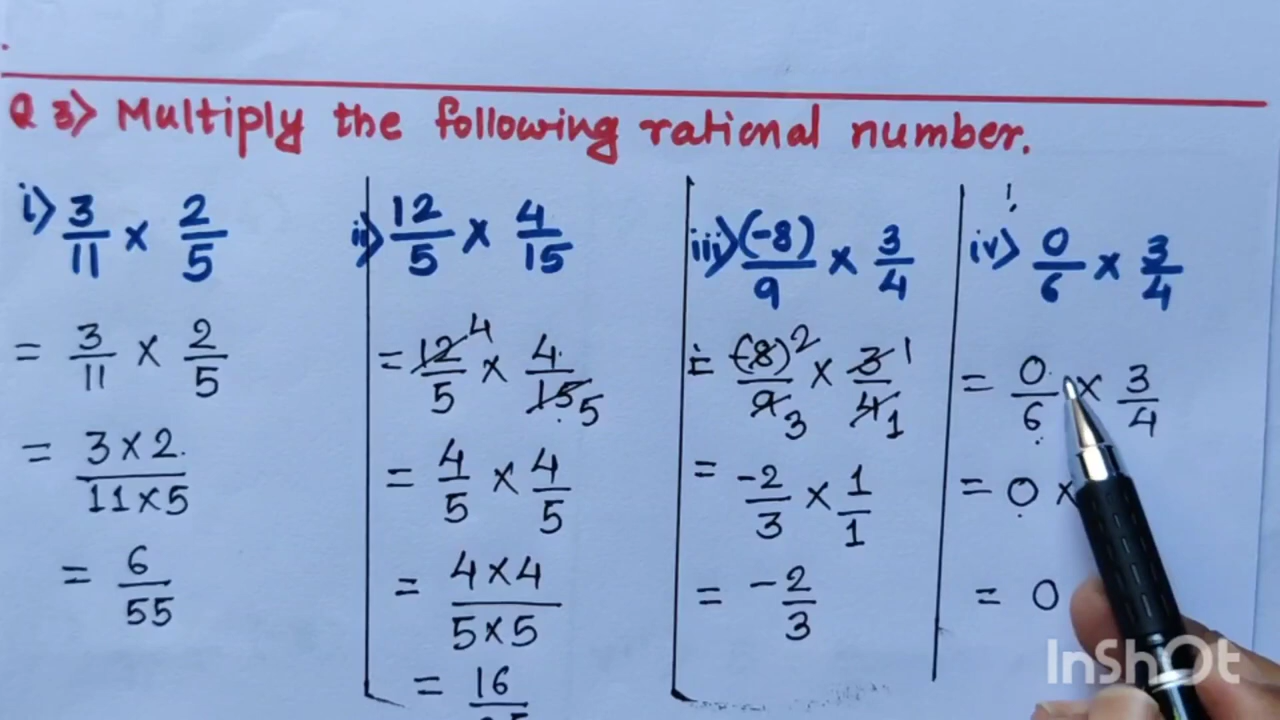 Q 3) Multiply the following rational number.
i) 3/11 × 2/5
= 3/11 × 2/5
= 3×2/11×5
= 6/55
ii) 12/5 × 4/15
= 12/5 4 × 4/15 5
= 4/5 × 4/5
= 4×4/5×5
= 16
iii) (-8)/9 × 3/4
= (-8)2/9 3 × 3 1/4 1
= -2/3 × 1/1
= -2/3
iv) 0/6 × 3/4
= 0/6 × 3/4
= 0 ×
= 0
InShOt